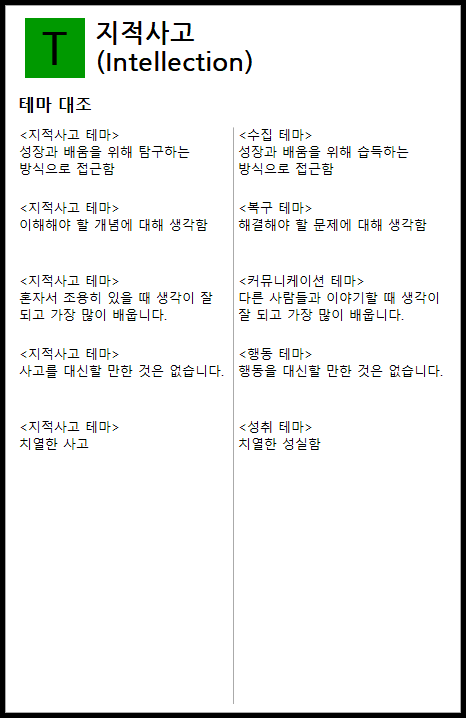 T
지적사고
(Intellection)
테마 대조
<지적사고 테마>
성장과 배움을 위해 탐구하는
방식으로 접근함
<수집 테마>
성장과 배움을 위해 습득하는
방식으로 접근함
<지적사고 테마>
이해해야 할 개념에 대해 생각함
<복구 테마>
해결해야 할 문제에 대해 생각함
<지적사고 테마>
혼자서 조용히 있을 때 생각이 잘
되고 가장 많이 배웁니다.
<커뮤니케이션 테마>
다른 사람들과 이야기할 때 생각이
잘 되고 가장 많이 배웁니다.
<지적사고 테마>
사고를 대신할 만한 것은 없습니다.
<행동 테마>
행동을 대신할 만한 것은 없습니다.
<지적사고 테마>
치열한 사고
<성취 테마>
치열한 성실함